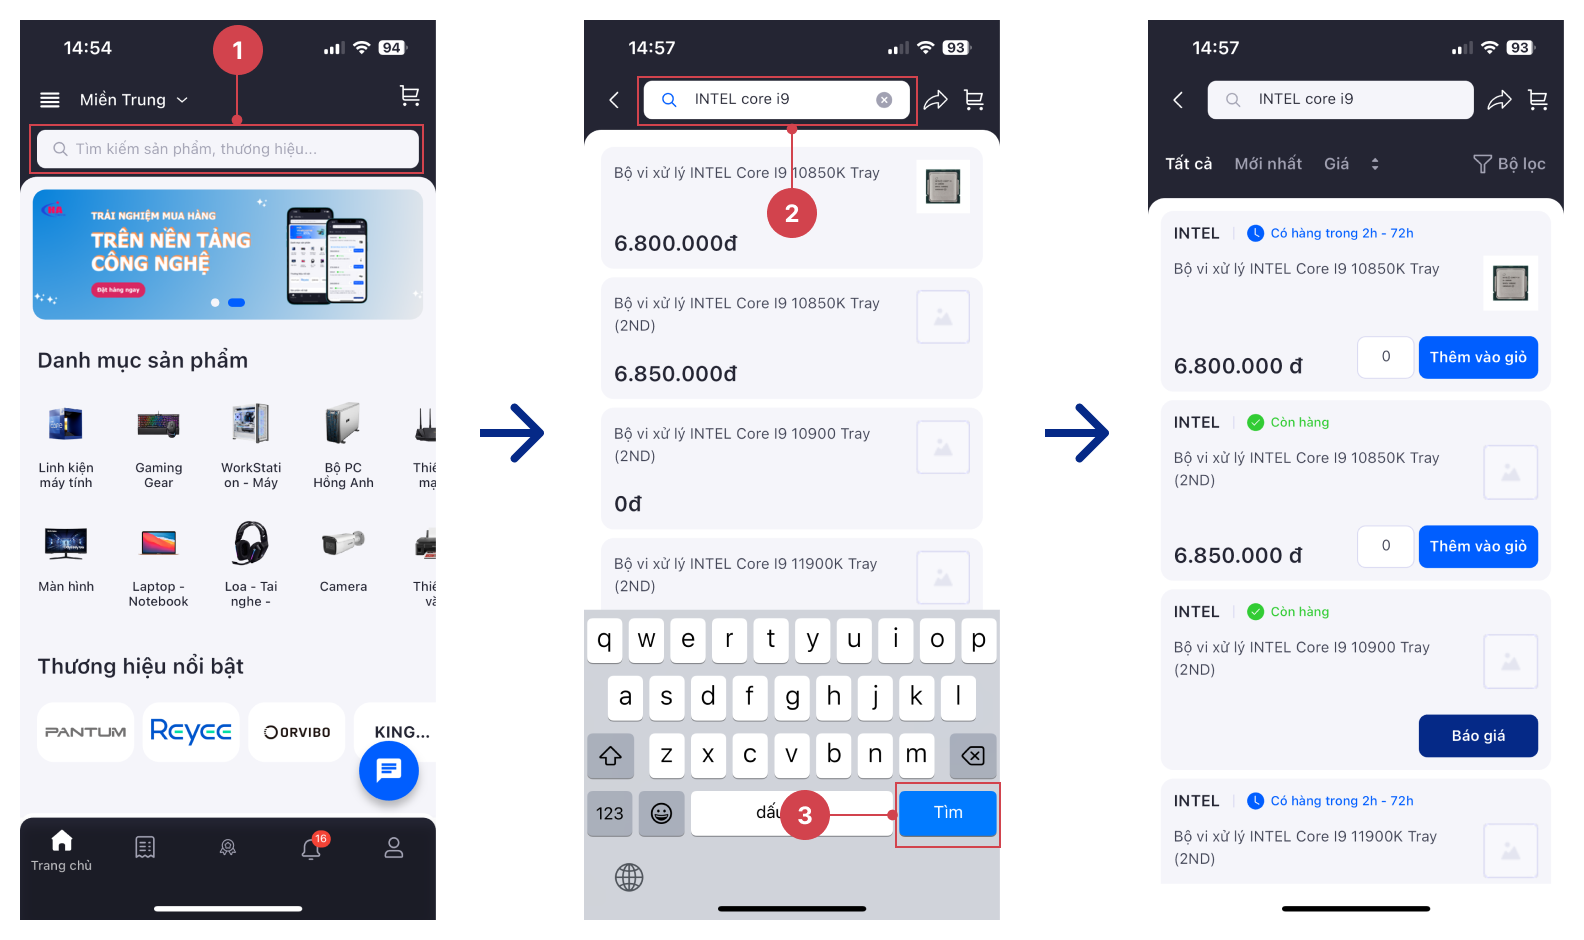 14:54
94
1
Miền Trung
Tìm kiếm sản phẩm, thương hiệu...
HA
TRẢI NGHIỆM MUA HÀNG
TRÊN NỀN TẢNG
CÔNG NGHỆ
Đặt hàng ngay
Danh mục sản phẩm
Linh kiện
máy tính
Gaming
Gear
WorkStati
on - Máy
Bộ PC
Hồng Anh
Thiế
mạ
Màn hình
Laptop -
Notebook
Loa - Tai
nghe -
Camera
Thiế
và
Thương hiệu nổi bật
PANTUM
Reyee
ORVIBO
KING...
16
Trang chủ
14:57
93
INTEL core i9
Bộ vi xử lý INTEL Core I9 10850K Tray
2
6.800.000đ
Bộ vi xử lý INTEL Core I9 10850K Tray
(2ND)
6.850.000đ
Bộ vi xử lý INTEL Core I9 10900 Tray
(2ND)
0đ
Bộ vi xử lý INTEL Core I9 11900K Tray
(2ND)
q w e r t y u i o p
a s d f g h j k l
z x c v b n m
123
dấu
3
Tìm
14:57
93
INTEL core i9
Tất cả
Mới nhất
Giá
Bộ lọc
INTEL
Có hàng trong 2h - 72h
Bộ vi xử lý INTEL Core I9 10850K Tray
6.800.000 đ
0
Thêm vào giỏ
INTEL
Còn hàng
Bộ vi xử lý INTEL Core I9 10850K Tray
(2ND)
6.850.000 đ
0
Thêm vào giỏ
INTEL
Còn hàng
Bộ vi xử lý INTEL Core I9 10900 Tray
(2ND)
Báo giá
INTEL
Có hàng trong 2h - 72h
Bộ vi xử lý INTEL Core I9 11900K Tray
(2ND)